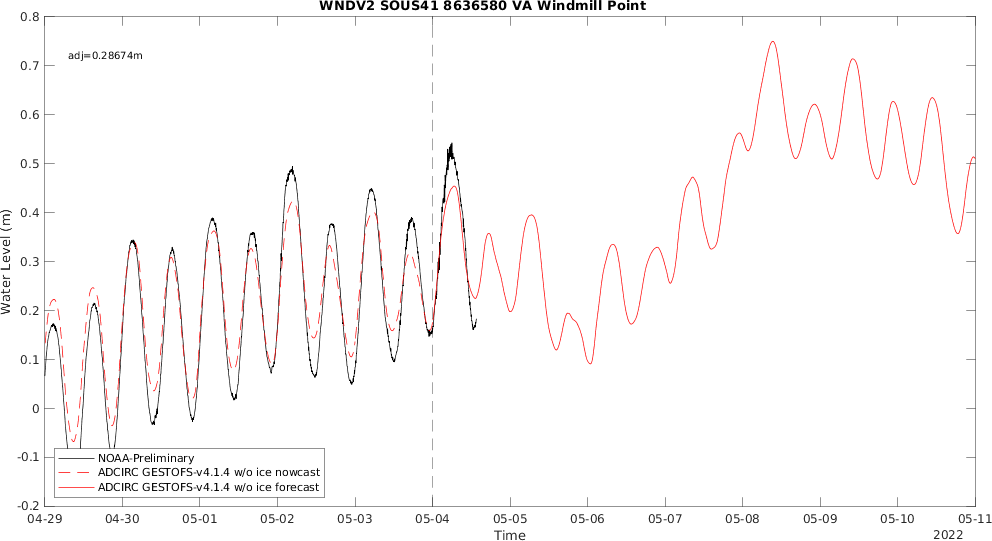 WNDV2 SOUS41 8636580 VA Windmill Point
adj=0.28674m
0.8
0.7
0.6
0.5
0.4
0.3
0.2
0.1
0
-0.1
-0.2
Water Level (m)
NOAA-Preliminary
ADCIRC GESTOFS-v4.1.4 w/o ice nowcast
ADCIRC GESTOFS-v4.1.4 w/o ice forecast
04-29 04-30 05-01 05-02 05-03 05-04 05-05 05-06 05-07 05-08 05-09 05-10 05-11
Time
2022